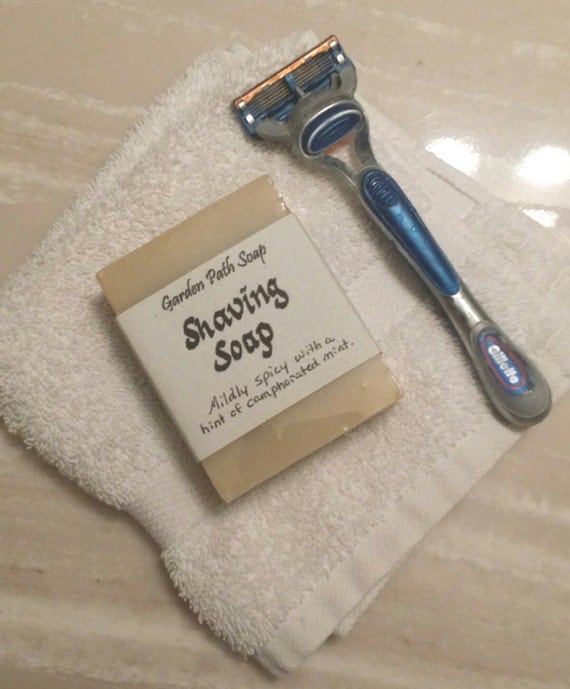 Garden Path Soap
Shaving
Soap
Mildly spicy with a
hint of camphorated mint.
Gillette